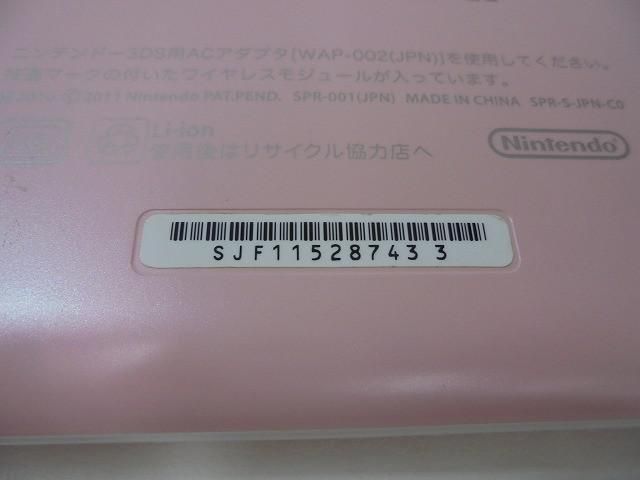 ニンテンドー3DS用ACアダプタ[WAP-002(JPN)]を使用してください。
マークの付いたワイヤレスモジュールが入っています。
2010 ©2011 Nintendo PAT.PEND. SPR-001(JPN) MADE IN CHINA SPR-S-JPN-C0
Li-ion
使用後はリサイクル協力店へ
Nintendo
SJF11528743 3